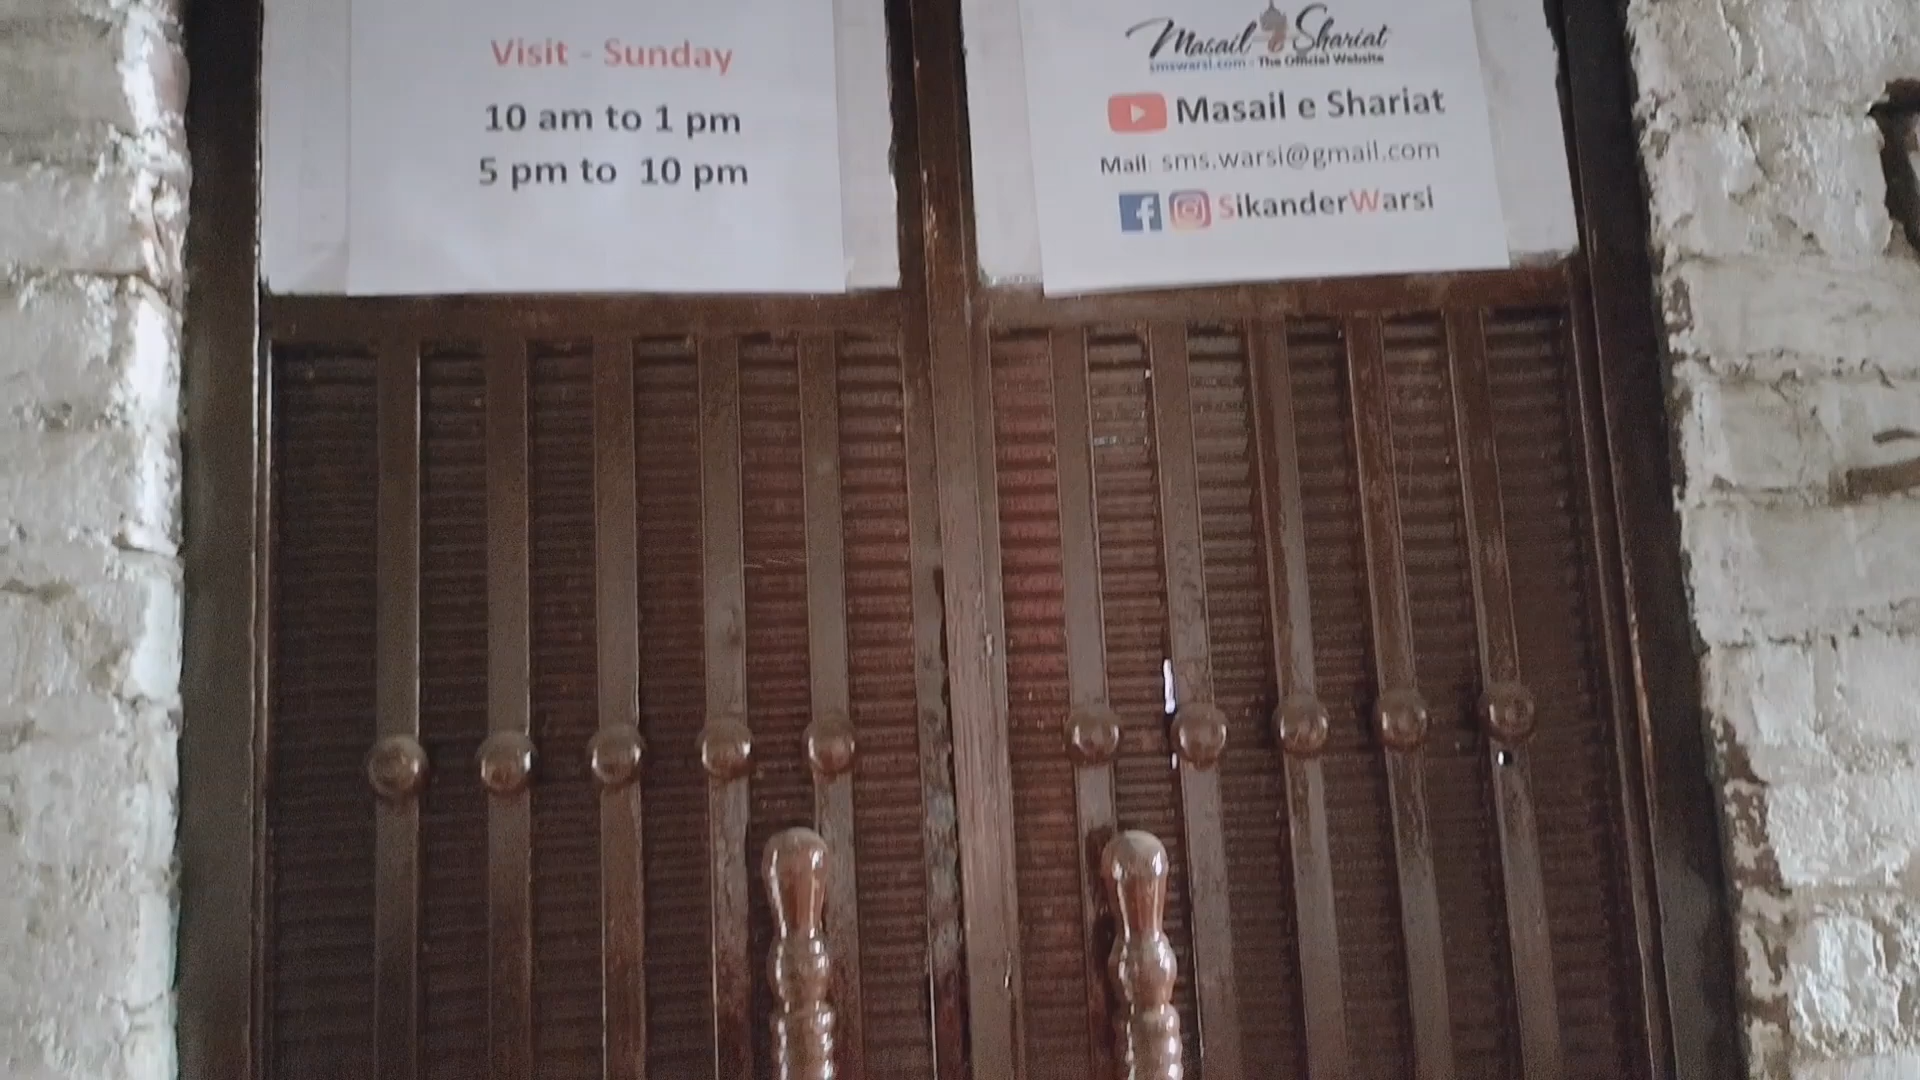 Visit - Sunday
10 am to 1 pm
5 pm to 10 pm
Masail e Shariat
smswarsi.com - The Official Website
Masail e Shariat
Mail: sms.warsi@gmail.com
SikanderWarsi